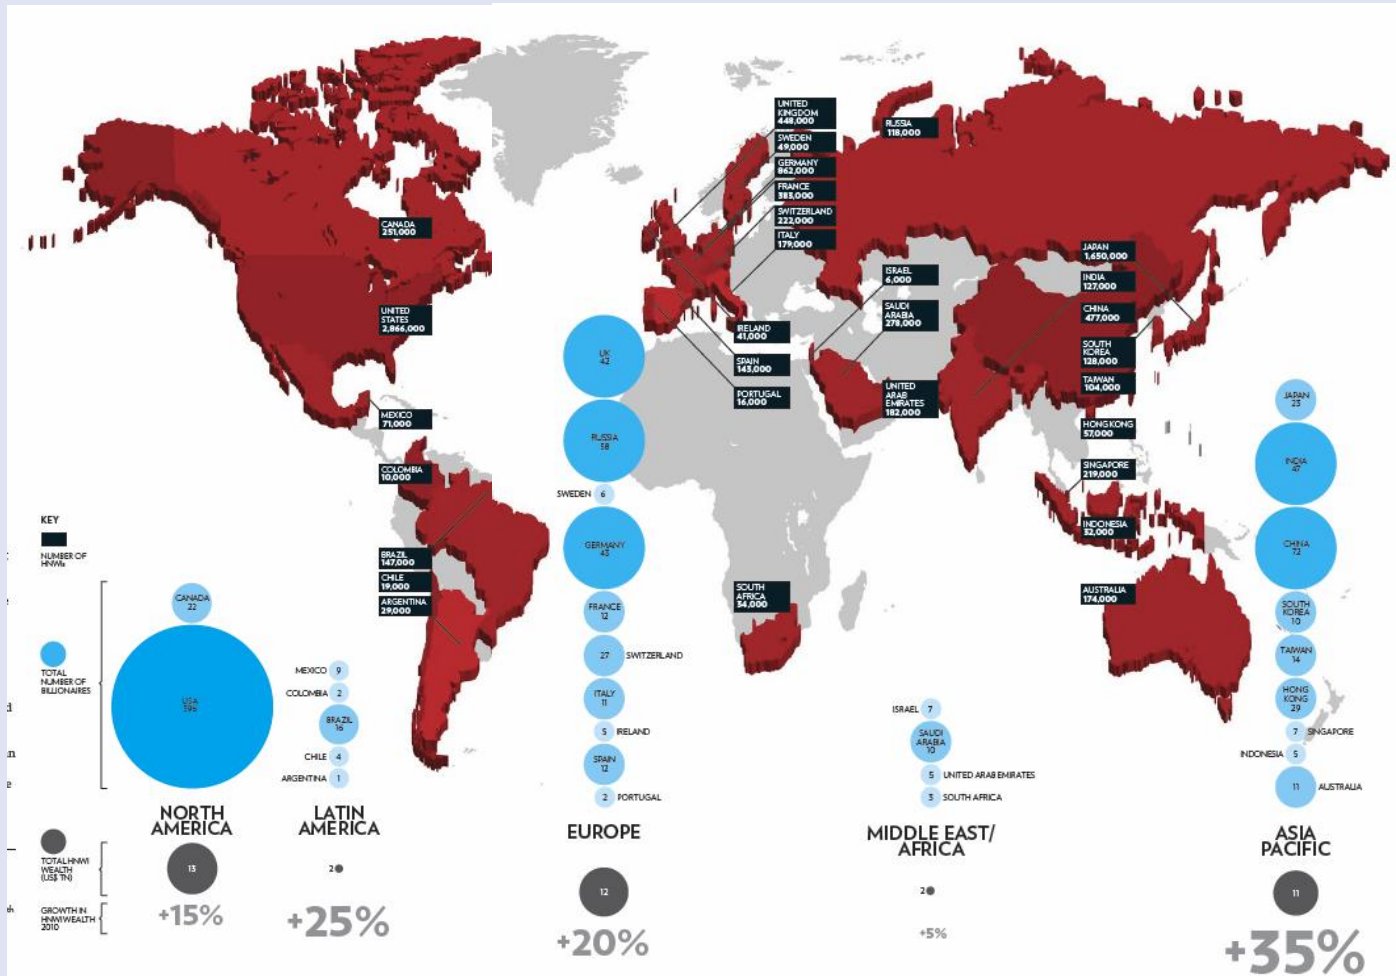 UNITED
KINGDOM
448,000
SWEDEN
49,000
GERMANY
862,000
FRANCE
383,000
SWITZERLAND
222,000
ITALY
179,000
RUSSIA
118,000
CANADA
251,000
UNITED
STATES
2,866,000
MEXICO
71,000
COLOMBIA
10,000
BRAZIL
147,000
CHILE
19,000
ARGENTINA
29,000
IRELAND
41,000
SPAIN
143,000
PORTUGAL
16,000
ISRAEL
6,000
SAUDI
ARABIA
278,000
UNITED
ARAB
EMIRATES
182,000
SOUTH
AFRICA
34,000
JAPAN
1,650,000
INDIA
127,000
CHINA
477,000
SOUTH
KOREA
128,000
TAIWAN
104,000
HONG KONG
57,000
SINGAPORE
219,000
INDONESIA
32,000
AUSTRALIA
174,000
KEY
NUMBER OF
HNWIs
TOTAL
NUMBER OF
BILLIONAIRES
CANADA
22
USA
396
NORTH
AMERICA
MEXICO 9
COLOMBIA 2
BRAZIL
16
CHILE 4
ARGENTINA 1
LATIN
AMERICA
UK
42
RUSSIA
58
SWEDEN 6
GERMANY
43
FRANCE
12
27 SWITZERLAND
ITALY
11
5 IRELAND
SPAIN
12
2 PORTUGAL
EUROPE
ISRAEL 7
SAUDI
ARABIA
10
5 UNITED ARAB EMIRATES
3 SOUTH AFRICA
MIDDLE EAST/
AFRICA
JAPAN
23
INDIA
47
CHINA
72
SOUTH
KOREA
10
TAIWAN
14
HONG
KONG
29
7 SINGAPORE
INDONESIA 5
11 AUSTRALIA
ASIA
PACIFIC
TOTAL HNWI
WEALTH
(US$ TN)
13
2
12
2
11
GROWTH IN
HNWI WEALTH
2010
+15%
+25%
+20%
+5%
+35%